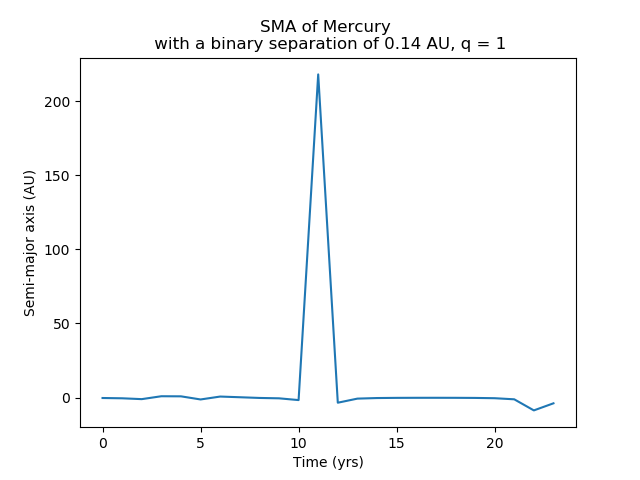 SMA of Mercury
with a binary separation of 0.14 AU, q = 1
Semi-major axis (AU)
200
150
100
50
0
0 5 10 15 20
Time (yrs)